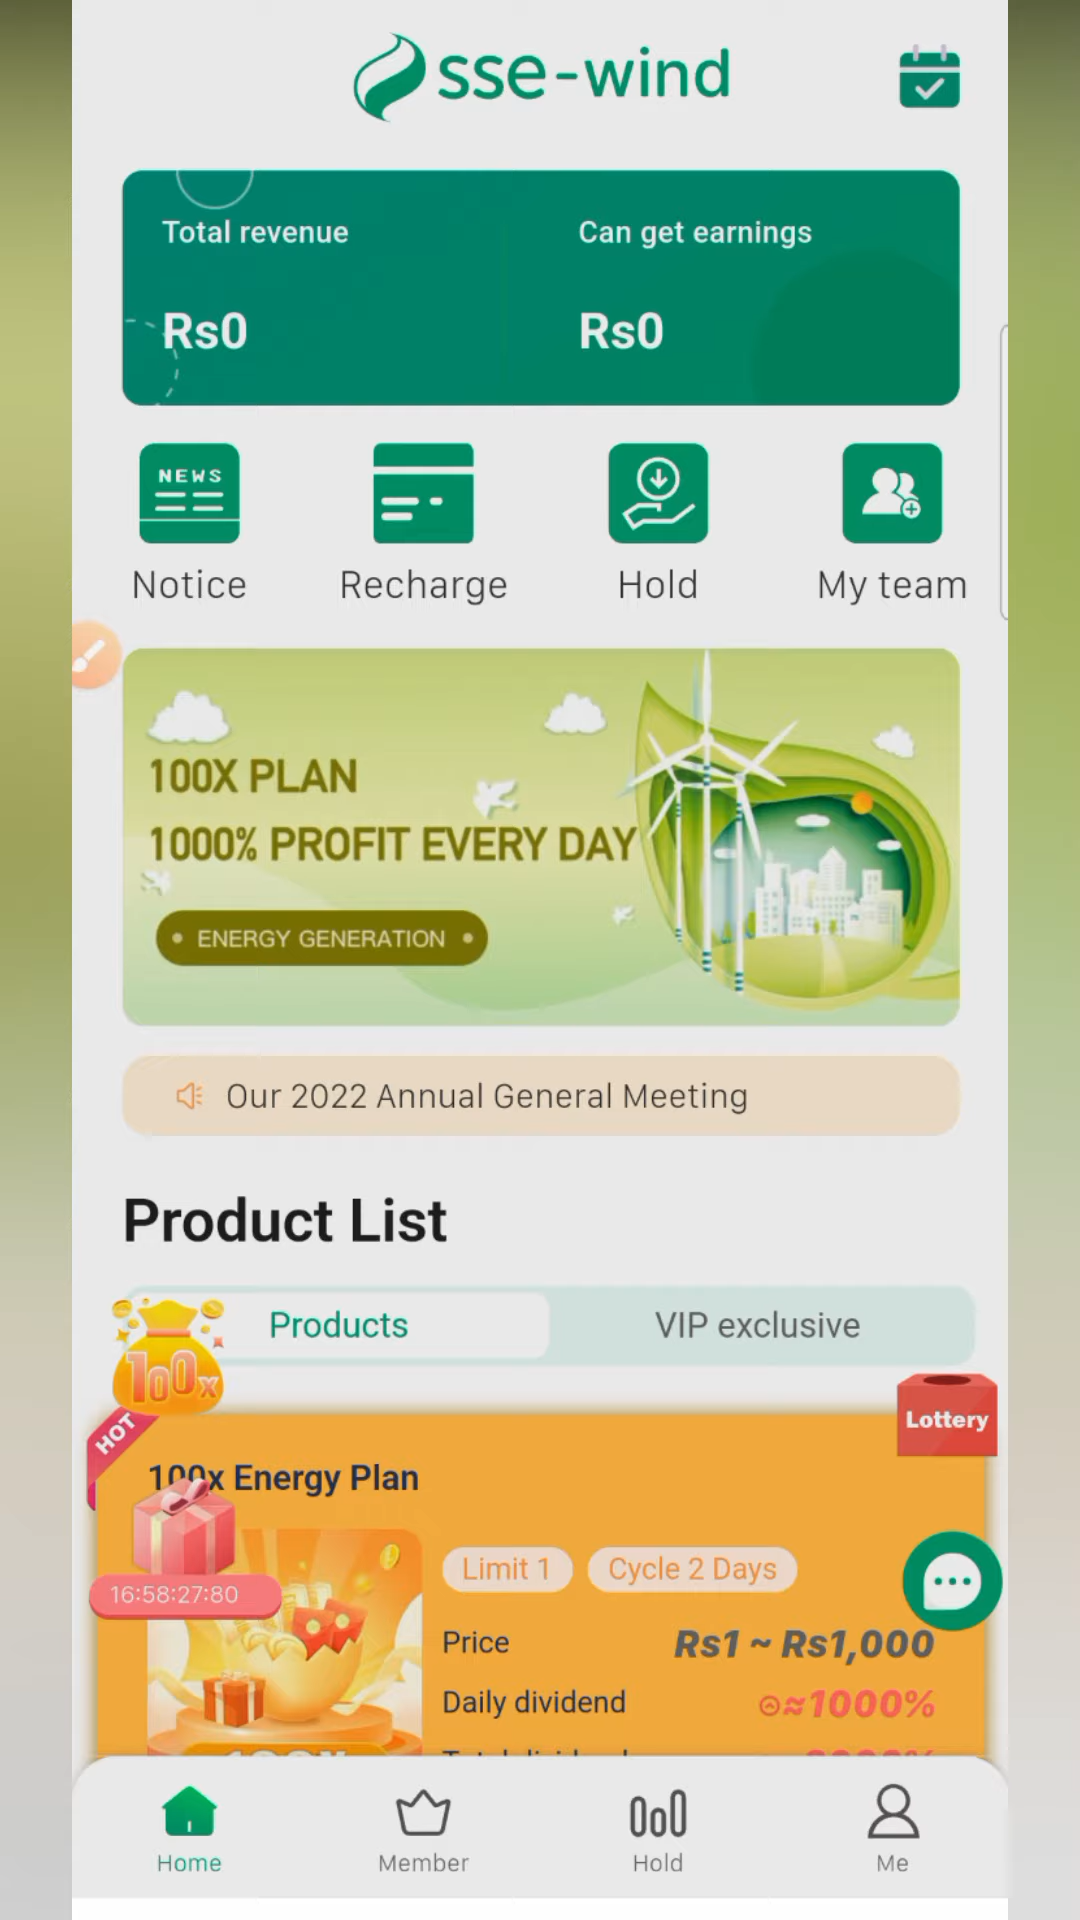 sse-wind
Total revenue
Can get earnings
Rs0
Rs0
NEWS
Notice
Recharge
Hold
My team
100X PLAN
1000% PROFIT EVERY DAY
ENERGY GENERATION
Our 2022 Annual General Meeting
Product List
Products
VIP exclusive
100x
Lottery
HOT
100x Energy Plan
Limit 1
Cycle 2 Days
16:58:27:80
Price
Rs1 ~ Rs1,000
Daily dividend
≈1000%
Home
Member
Hold
Me